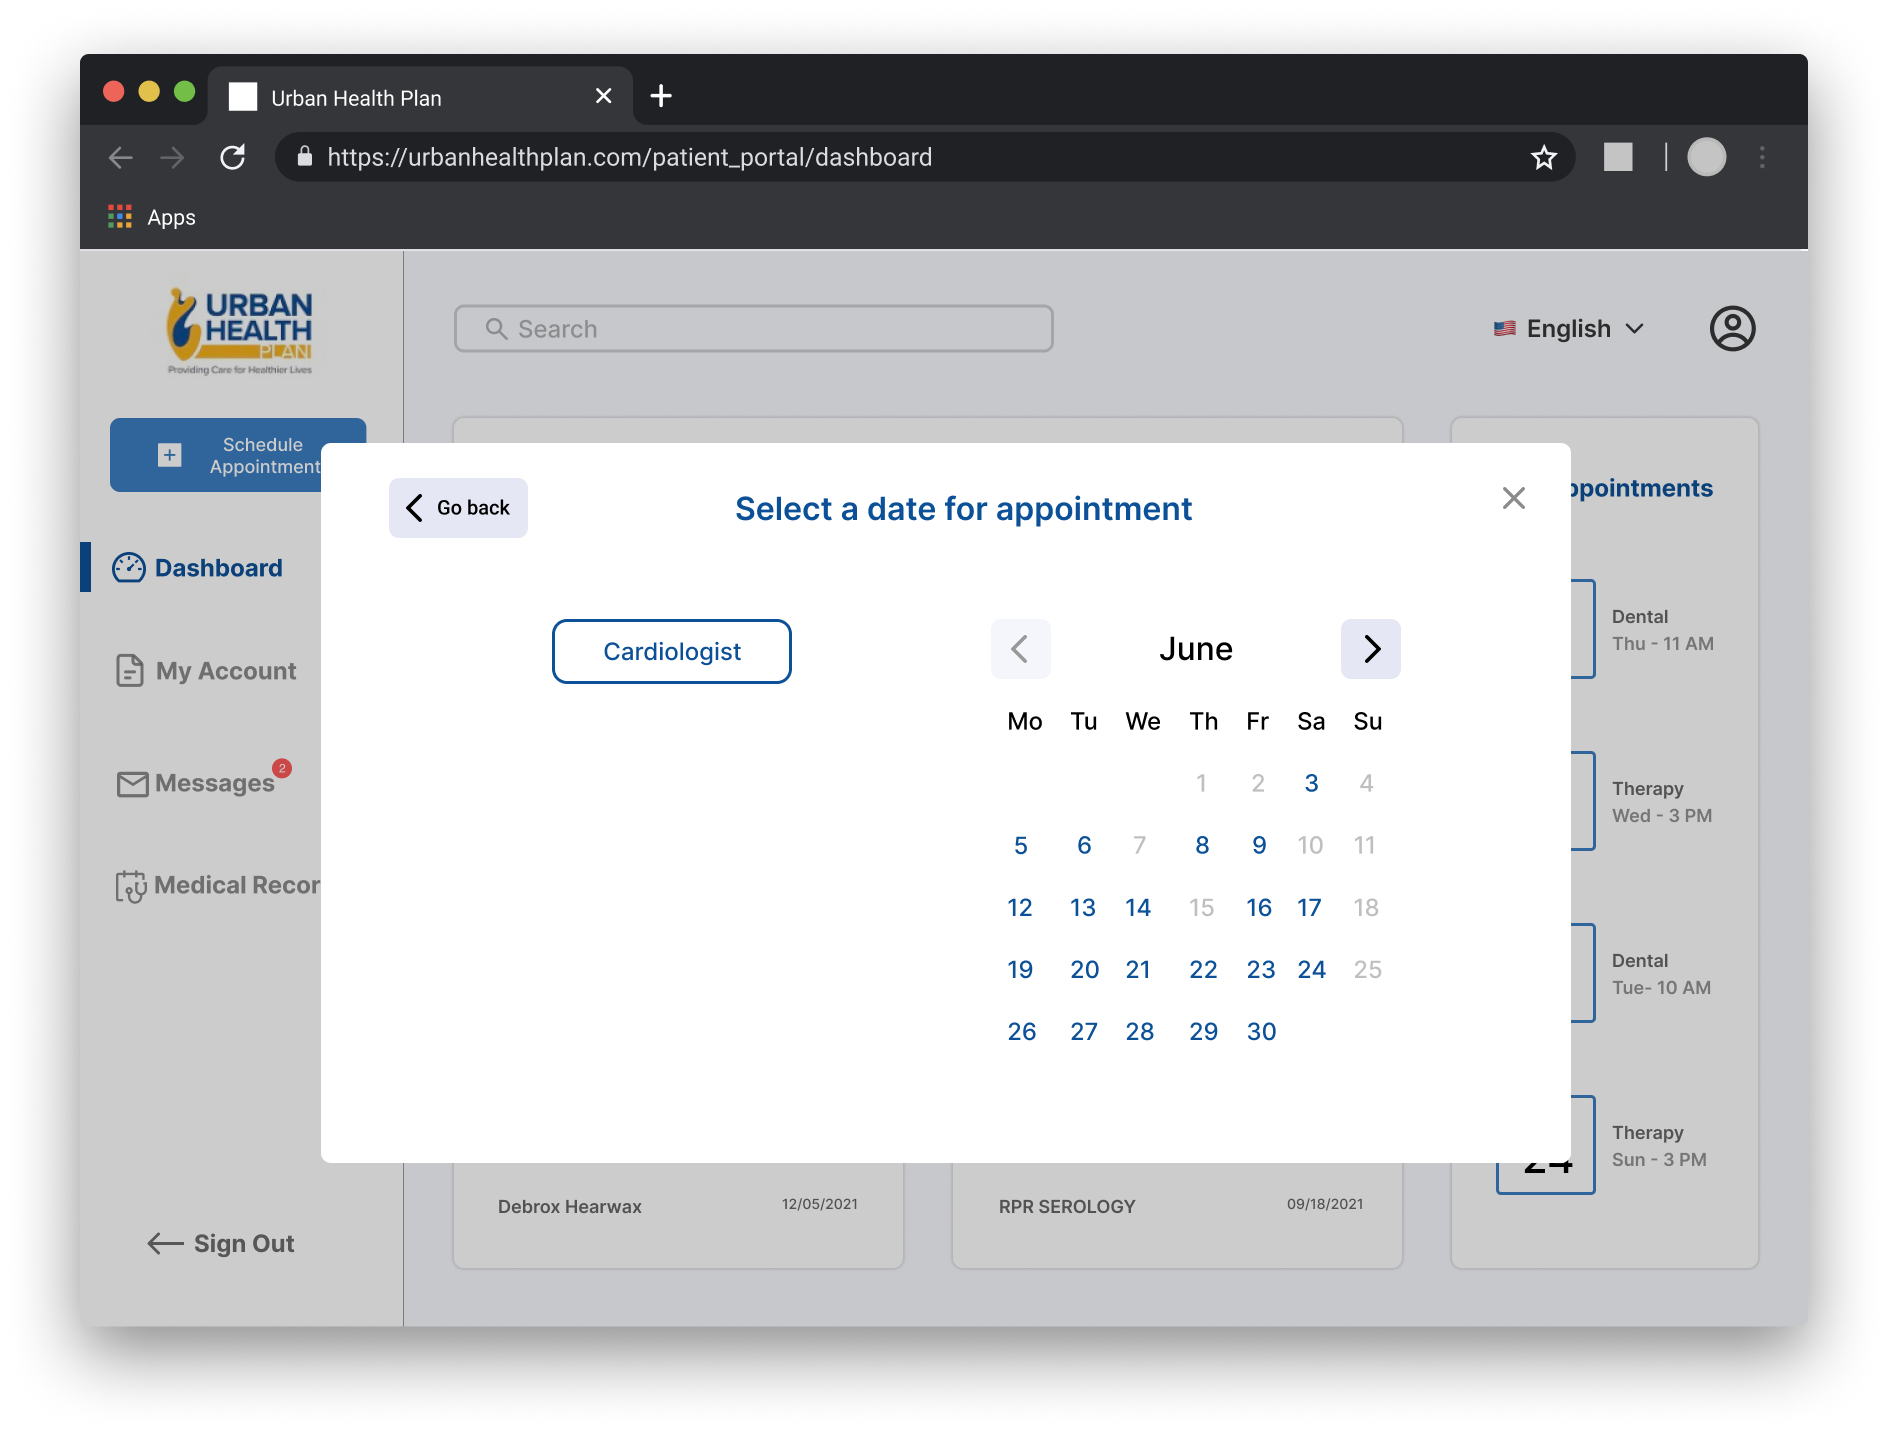 Urban Health Plan
https://urbanhealthplan.com/patient_portal/dashboard
Apps
URBAN
HEALTH
PLAN
Providing Care for Healthier Lives
Search
English
Schedule
Appointment
Go back
Select a date for appointment
ppointments
Dashboard
My Account
Messages 2
Medical Recor
Sign Out
Cardiologist
June
Mo Tu We Th Fr Sa Su
1 2 3 4
5 6 7 8 9 10 11
12 13 14 15 16 17 18
19 20 21 22 23 24 25
26 27 28 29 30
Dental
Thu - 11 AM
Therapy
Wed - 3 PM
Dental
Tue- 10 AM
24
Therapy
Sun - 3 PM
Debrox Hearwax 12/05/2021
RPR SEROLOGY 09/18/2021